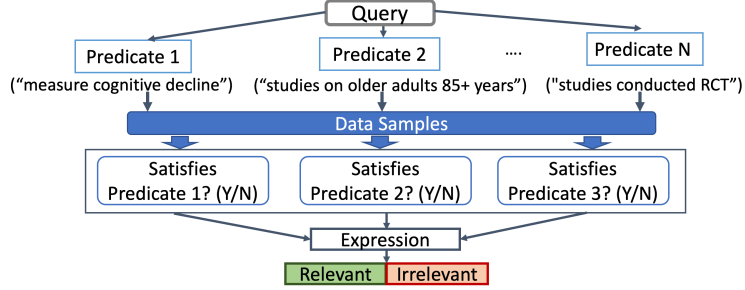 Query
Predicate 1
Predicate 2
....
Predicate N
(“measure cognitive decline”)
(“studies on older adults 85+ years”)
("studies conducted RCT”)
Data Samples
Satisfies
Predicate 1? (Y/N)
Satisfies
Predicate 2? (Y/N)
Satisfies
Predicate 3? (Y/N)
Expression
Relevant
Irrelevant